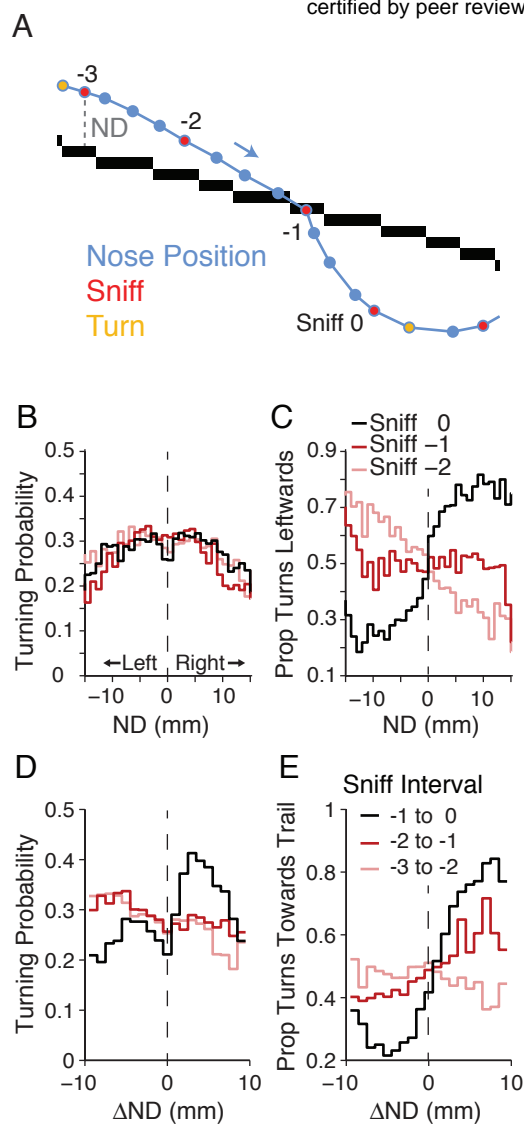 certified by peer review
A
-3
ND
-2
-1
Nose Position
Sniff
Turn
Sniff 0
B
0.5
0.4
0.3
0.2
0.1
0
Turning Probability
←Left
Right→
−10
0
10
ND (mm)
C
Sniff 0
Sniff −1
Sniff −2
0.9
0.7
0.5
0.3
0.1
Prop Turns Leftwards
−10
0
10
ND (mm)
D
0.5
0.4
0.3
0.2
0.1
0
Turning Probability
−10
0
10
ΔND (mm)
E
Sniff Interval
-1 to 0
-2 to -1
-3 to -2
1
0.8
0.6
0.4
0.2
Prop Turns Towards Trail
−10
0
10
ΔND (mm)